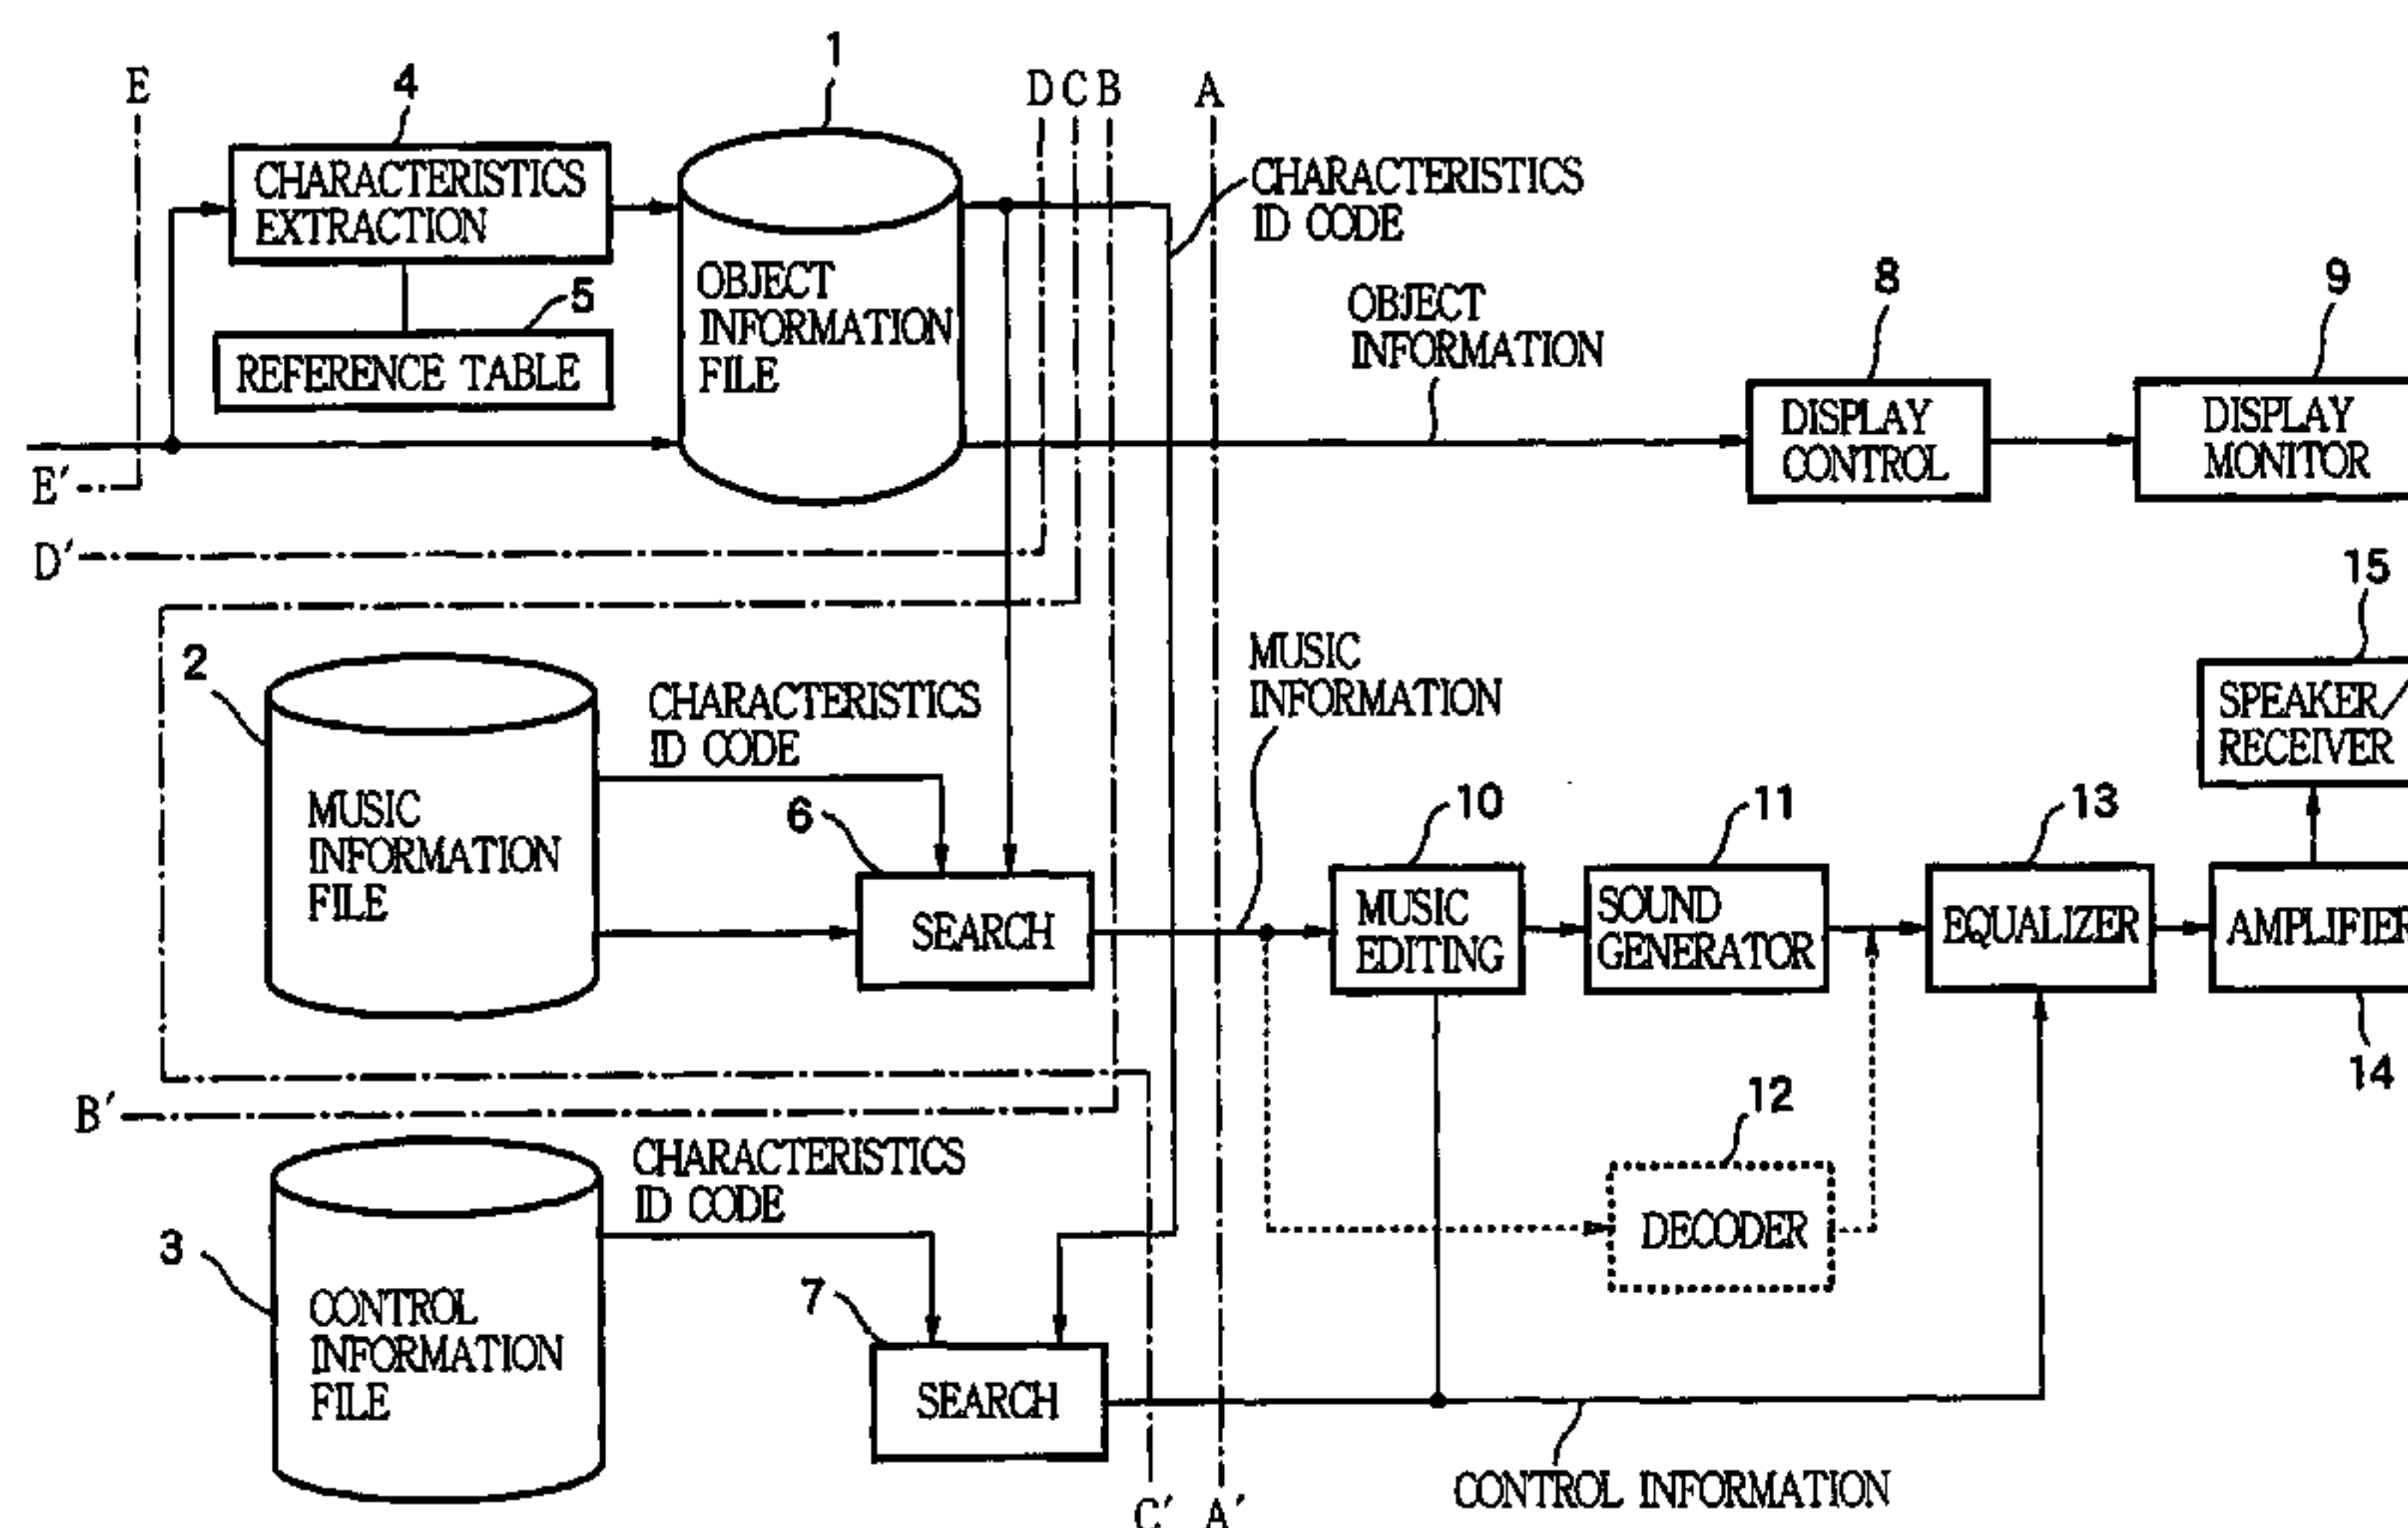 1
4
E
D C B
A
CHARACTERISTICS
EXTRACTION
CHARACTERISTICS
ID CODE
OBJECT
INFORMATION
FILE
5
REFERENCE TABLE
OBJECT
INFORMATION
8
9
DISPLAY
CONTROL
DISPLAY
MONITOR
E'
D'
15
2
MUSIC
INFORMATION
SPEAKER/
RECEIVER
CHARACTERISTICS
ID CODE
MUSIC
INFORMATION
FILE
6
10
11
13
SEARCH
MUSIC
EDITING
SOUND
GENERATOR
EQUALIZER
AMPLIFIER
14
B'
12
CHARACTERISTICS
ID CODE
DECODER
3
CONTROL
INFORMATION
FILE
7
SEARCH
CONTROL INFORMATION
C'
A'